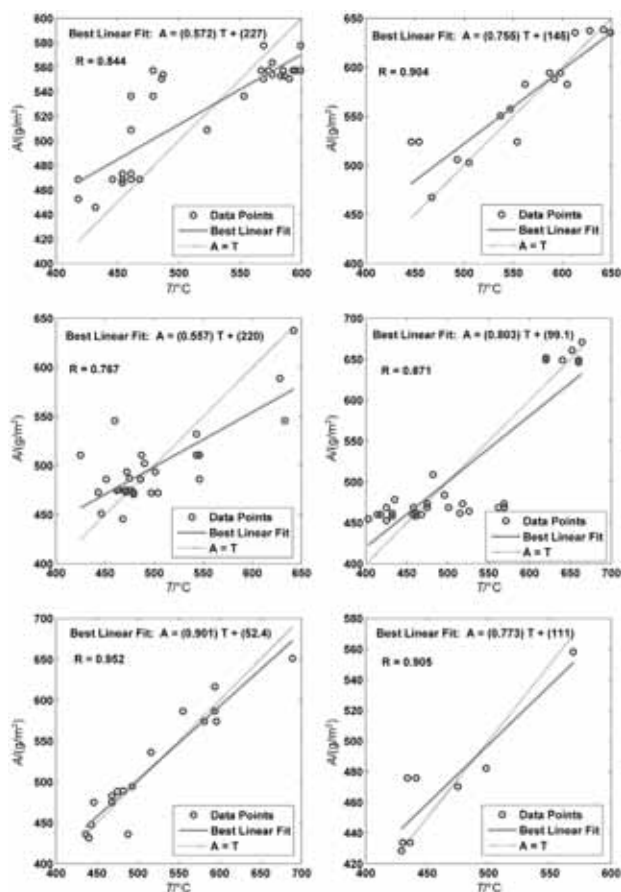 Best Linear Fit: A = (0.572) T + (227)
R = 0.844
Data Points
Best Linear Fit
A = T
A/(g/m²)
600
580
560
540
520
500
480
460
440
420
400
400 450 500 550 600
T/°C
Best Linear Fit: A = (0.755) T + (145)
R = 0.904
Data Points
Best Linear Fit
A = T
A/(g/m²)
650
600
550
500
450
400
400 450 500 550 600 650
T/°C
Best Linear Fit: A = (0.557) T + (220)
R = 0.767
Data Points
Best Linear Fit
A = T
A/(g/m²)
650
600
550
500
450
400
400 450 500 550 600 650
T/°C
Best Linear Fit: A = (0.803) T + (99.1)
R = 0.871
Data Points
Best Linear Fit
A = T
A/(g/m²)
700
650
600
550
500
450
400
400 450 500 550 600 650 700
T/°C
Best Linear Fit: A = (0.901) T + (52.4)
R = 0.952
Data Points
Best Linear Fit
A = T
A/(g/m²)
700
650
600
550
500
450
400
400 450 500 550 600 650 700
T/°C
Best Linear Fit: A = (0.773) T + (111)
R = 0.905
Data Points
Best Linear Fit
A = T
A/(g/m²)
580
560
540
520
500
480
460
440
420
400 450 500 550 600
T/°C